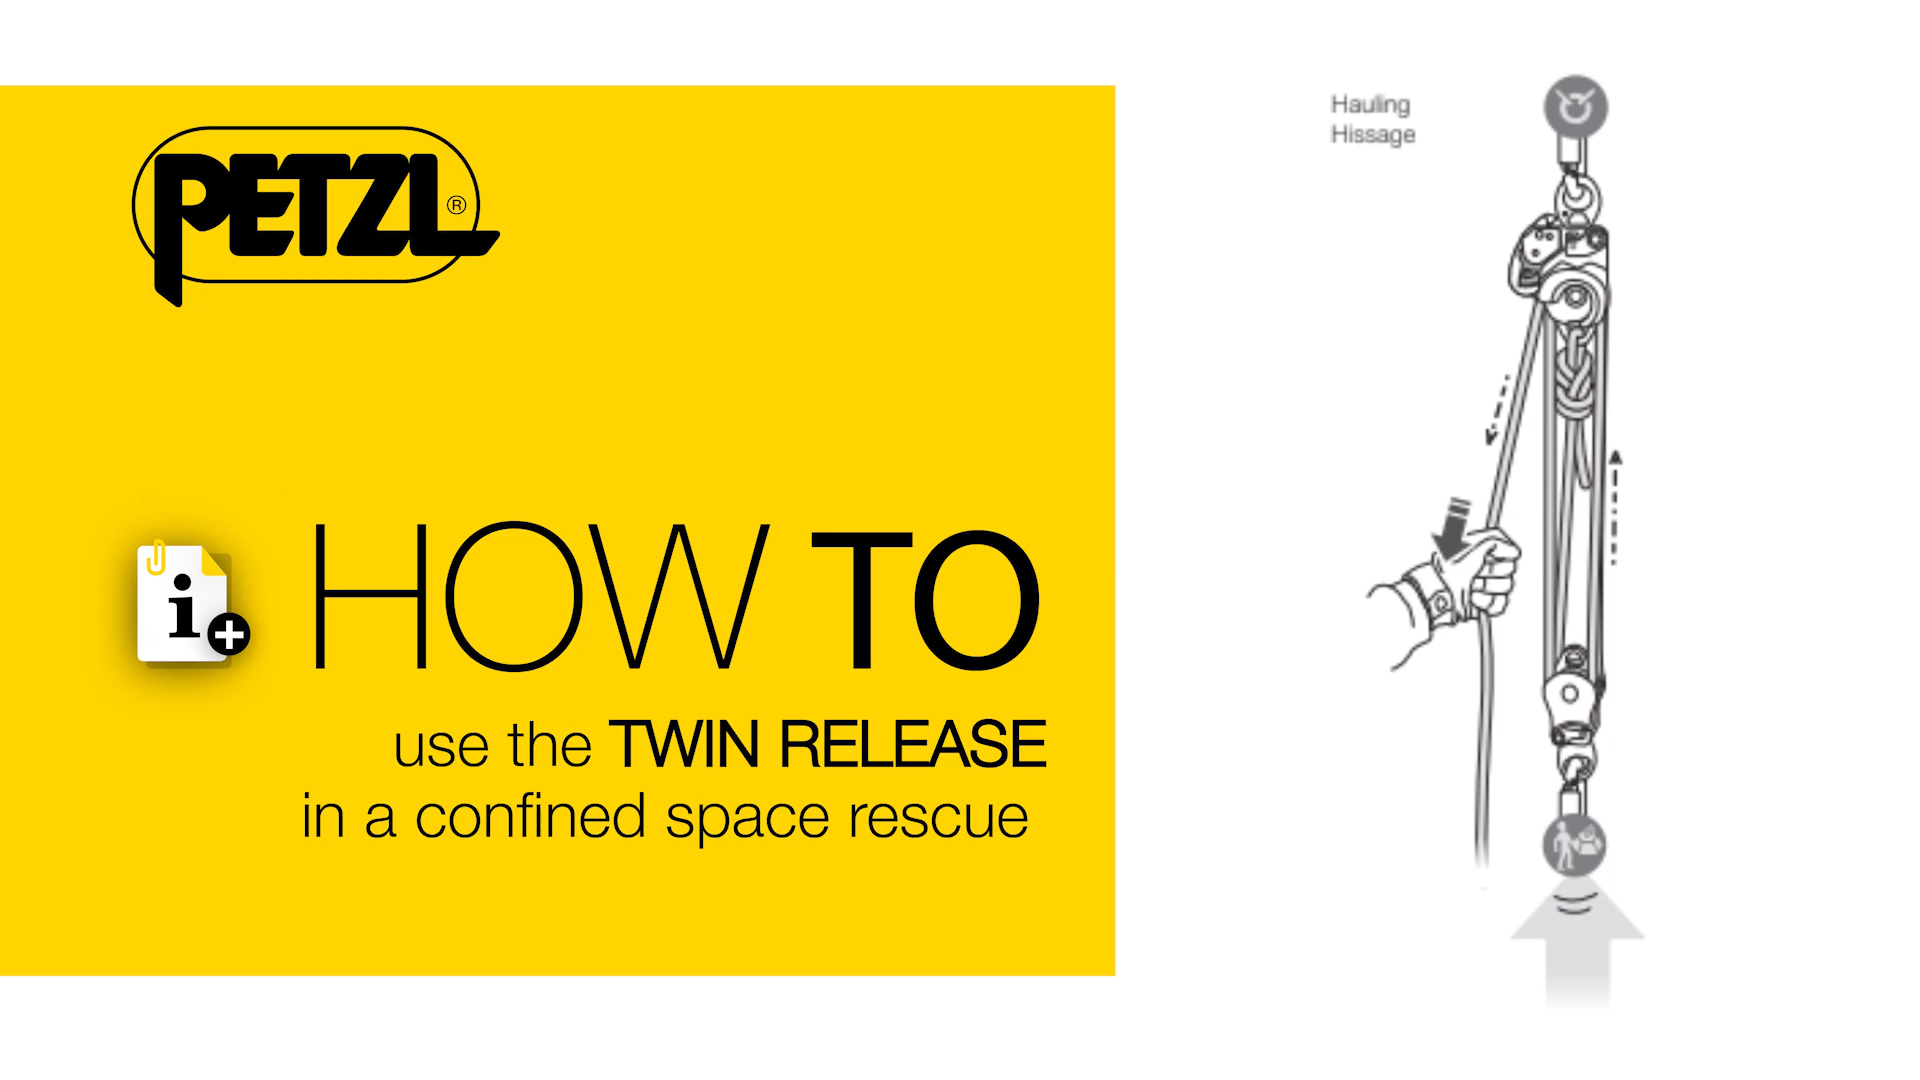 PETZL®
HOW TO
use the TWIN RELEASE
in a confined space rescue
Hauling
Hissage